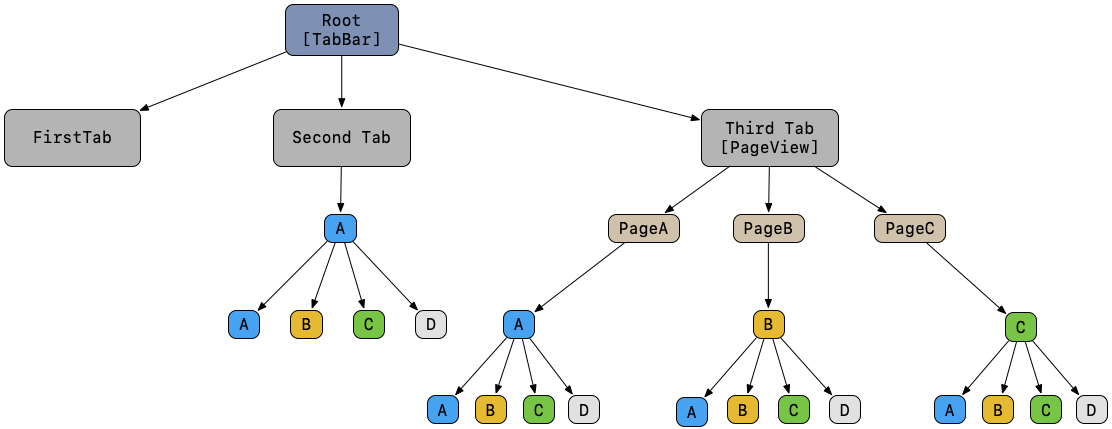 Root
[TabBar]
FirstTab
Second Tab
Third Tab
[PageView]
A
PageA
PageB
PageC
A
B
C
D
A
B
C
A
B
C
D
A
B
C
D
A
B
C
D